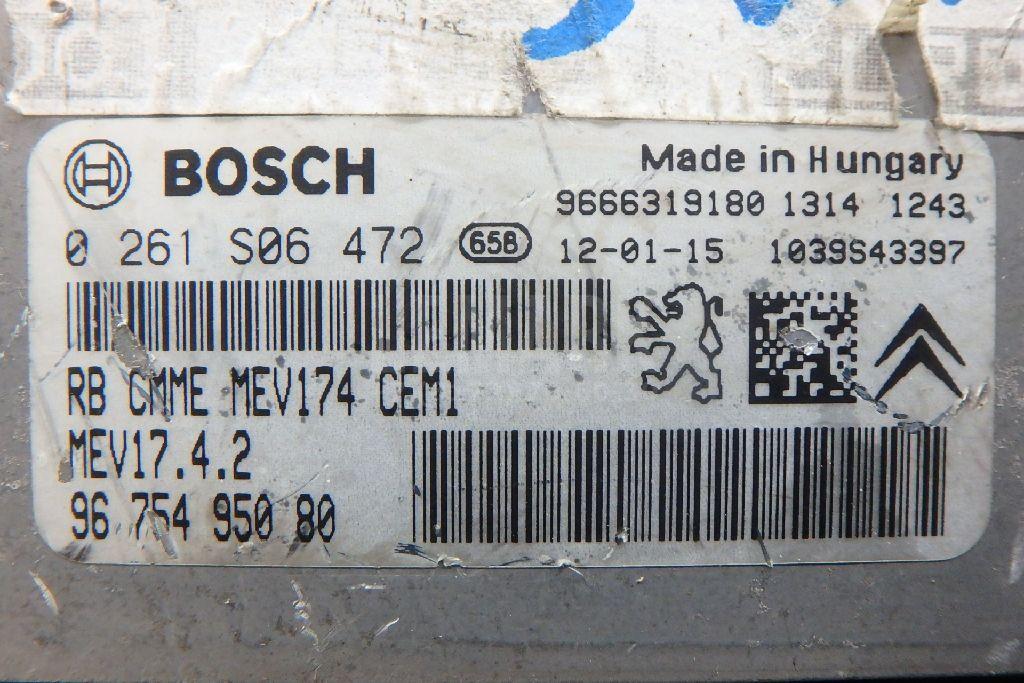 BOSCH
Made in Hungary
9666319180 1314 1243
0 261 S06 472 658 12-01-15 1039S43397
RB CMME MEV174 CEM1
MEV17.4.2
96 754 950 80